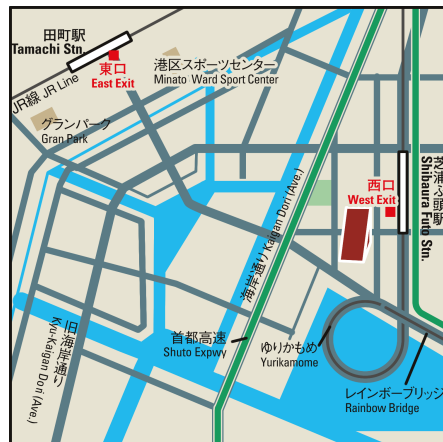 田町駅
Tamachi Stn.
東口
East Exit
港区スポーツセンター
Minato Ward Sport Center
JR線 JR Line
グランパーク
Gran Park
海岸通り Kaigan Dori (Ave.)
西口
West Exit
芝浦ふ頭駅
Shibaura Futo Stn.
旧海岸通り
Kyu-Kaigan Dori (Ave.)
首都高速
Shuto Expwy
ゆりかもめ
Yurikamome
レインボーブリッジ
Rainbow Bridge